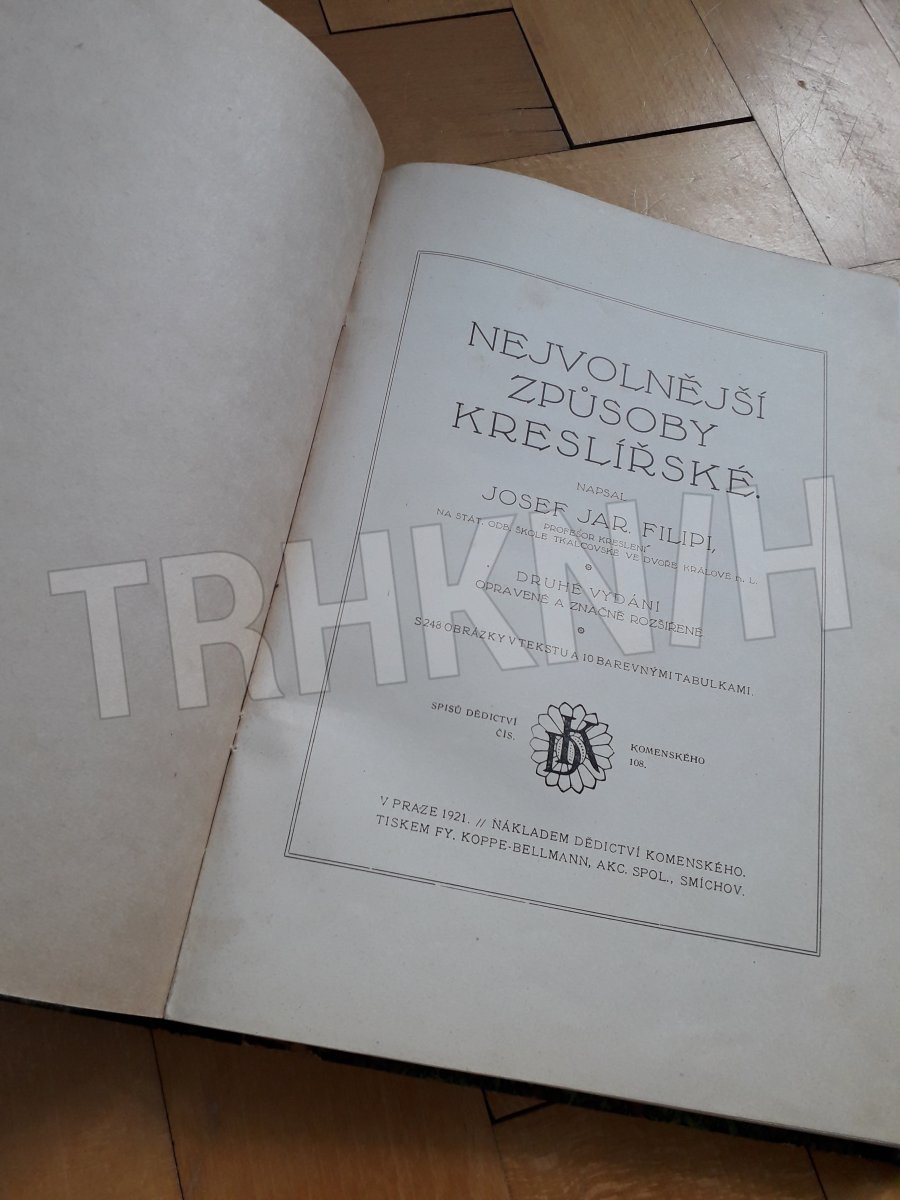 NEJVOLNĚJŠÍ
ZPŮSOBY
KRESLÍŘSKÉ.
NAPSAL
JOSEF JAR. FILIPI,
PROFESOR KRESLENÍ
NA STÁT. ODB. ŠKOLE TKALCOVSKÉ VE DVOŘE KRÁLOVÉ n. L.
DRUHÉ VYDÁNÍ
OPRAVENÉ A ZNAČNĚ ROZŠÍŘENÉ
S 248 OBRÁZKY V TEKSTU A 10 BAREVNÝMI TABULKAMI.
SPISŮ DĚDICTVÍ KOMENSKÉHO
ČÍS. 108.
DK
V PRAZE 1921. // NÁKLADEM DĚDICTVÍ KOMENSKÉHO.
TISKEM FY. KOPPE-BELLMANN, AKC. SPOL., SMÍCHOV.
TRHKNIH